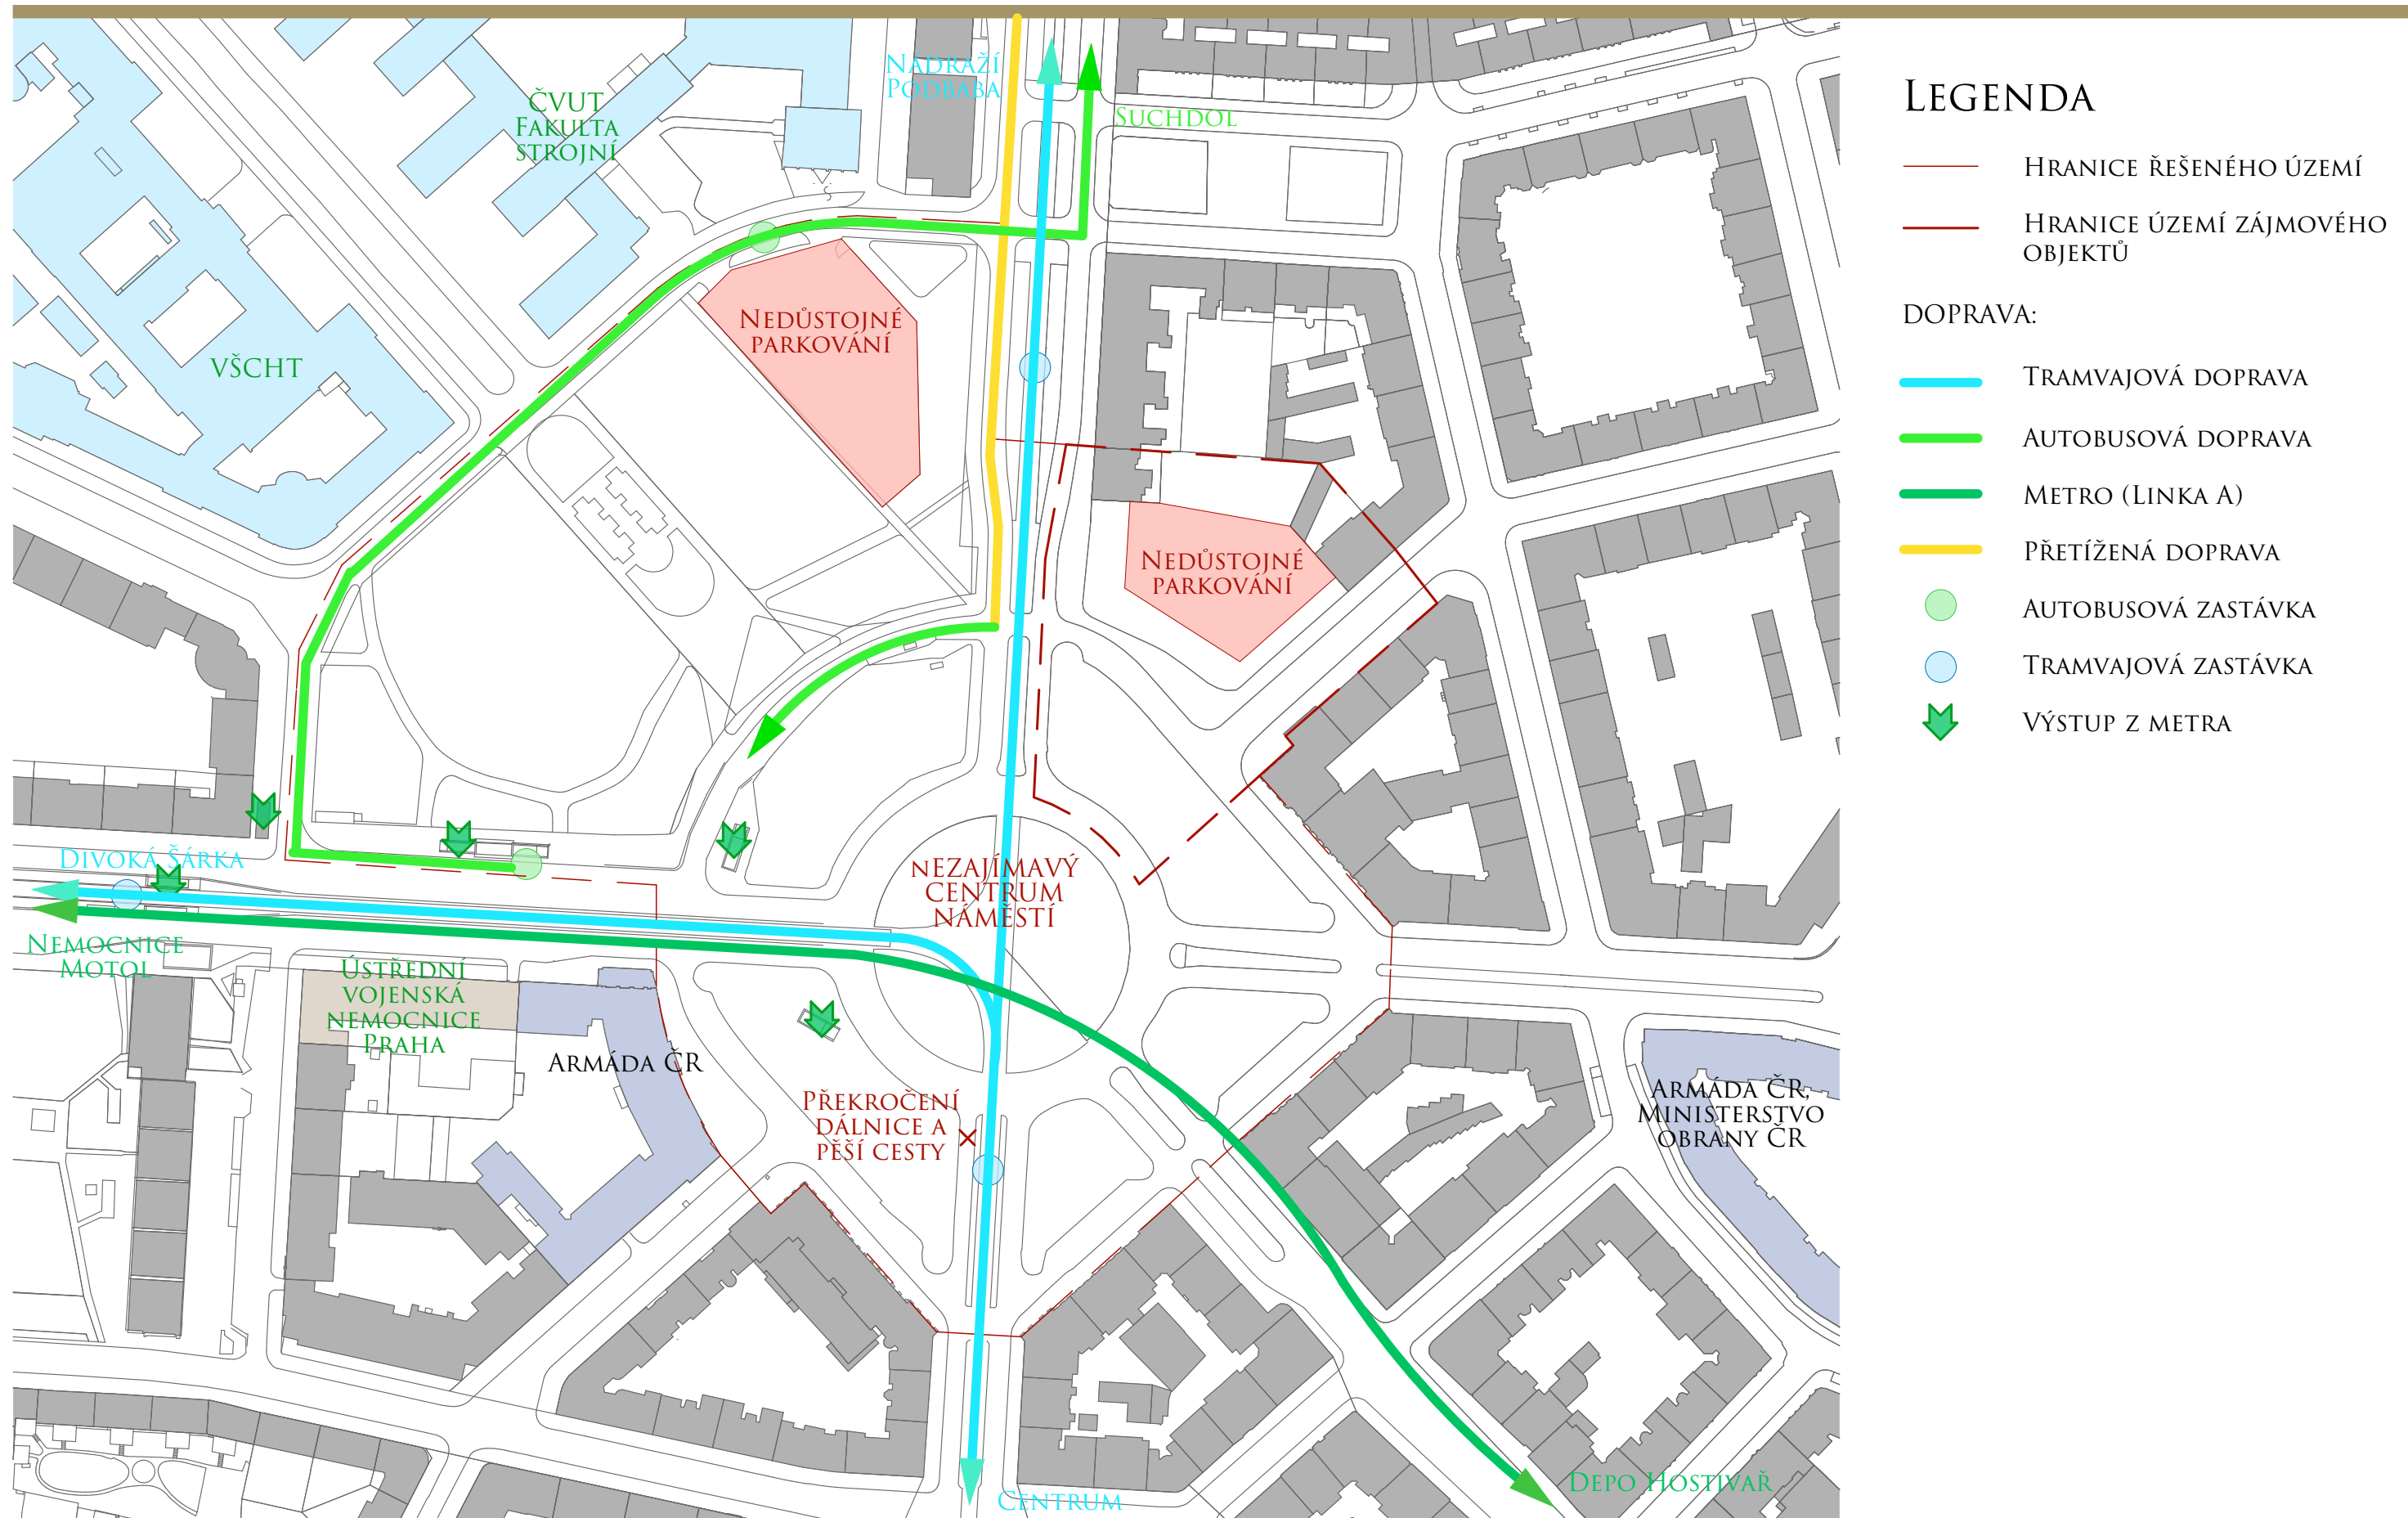 Nádraží
Podbaba
Suchdol
ČVUT
Fakulta
strojní
VŠCHT
Nedůstojné
parkování
Nedůstojné
parkování
Divoká Šárka
Nemocnice
Motol
Ústřední
vojenská
nemocnice
Praha
Armáda ČR
nezajímavý
centrum
náměstí
Překročení
dálnice a
pěší cesty
Armáda ČR,
Ministerstvo
obrany ČR
Depo Hostivař
Centrum
Legenda
Hranice řešeného území
Hranice území zájmového
objektů
doprava:
Tramvajová doprava
Autobusová doprava
Metro (Linka A)
Přetížená doprava
Autobusová zastávka
Tramvajová zastávka
Výstup z metra